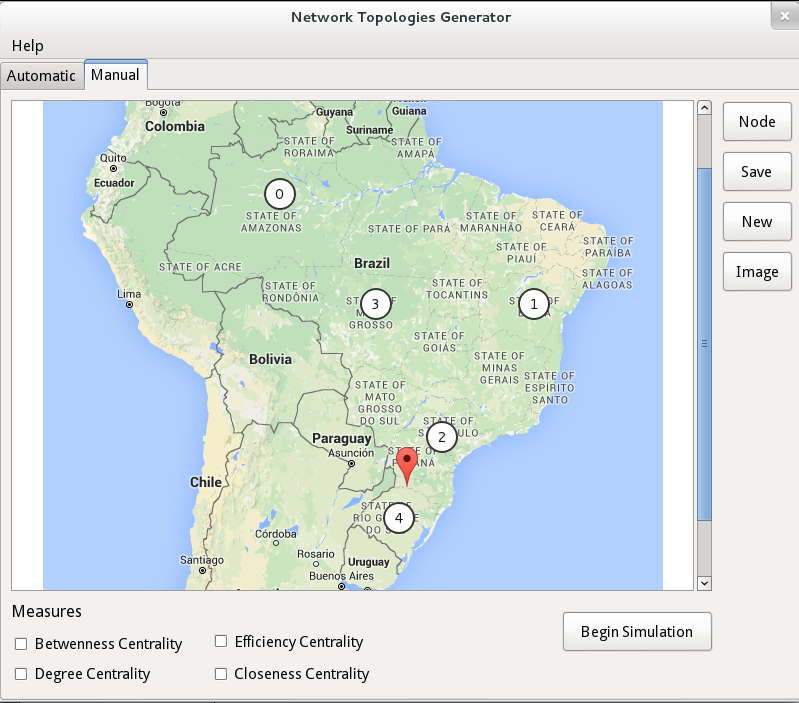 Network Topologies Generator
Help
Automatic
Manual
Node
Save
New
Image
Bogotá
Colombia
Guyana
Suriname
French
Guiana
STATE OF
RORAIMA
STATE OF
AMAPÁ
Quito
Ecuador
0
STATE OF
AMAZONAS
STATE OF PARÁ
STATE OF
MARANHÃO
STATE OF
CEARÁ
STATE OF
PIAUÍ
STATE OF
PARAÍBA
STATE OF
ALAGOAS
STATE OF ACRE
Brazil
STATE OF
RONDÔNIA
STATE OF
TOCANTINS
Lima
3
GROSSO
1
STATE OF
GOIÁS
Bolivia
STATE OF
MINAS
GERAIS
STATE OF
ESPÍRITO
SANTO
STATE OF
MATO
GROSSO
DO SUL
STATE OF
2
Paraguay
Asunción
Chile
4
Córdoba
Rosario
Santiago
Uruguay
Buenos Aires
Measures
Betwenness Centrality
Efficiency Centrality
Degree Centrality
Closeness Centrality
Begin Simulation